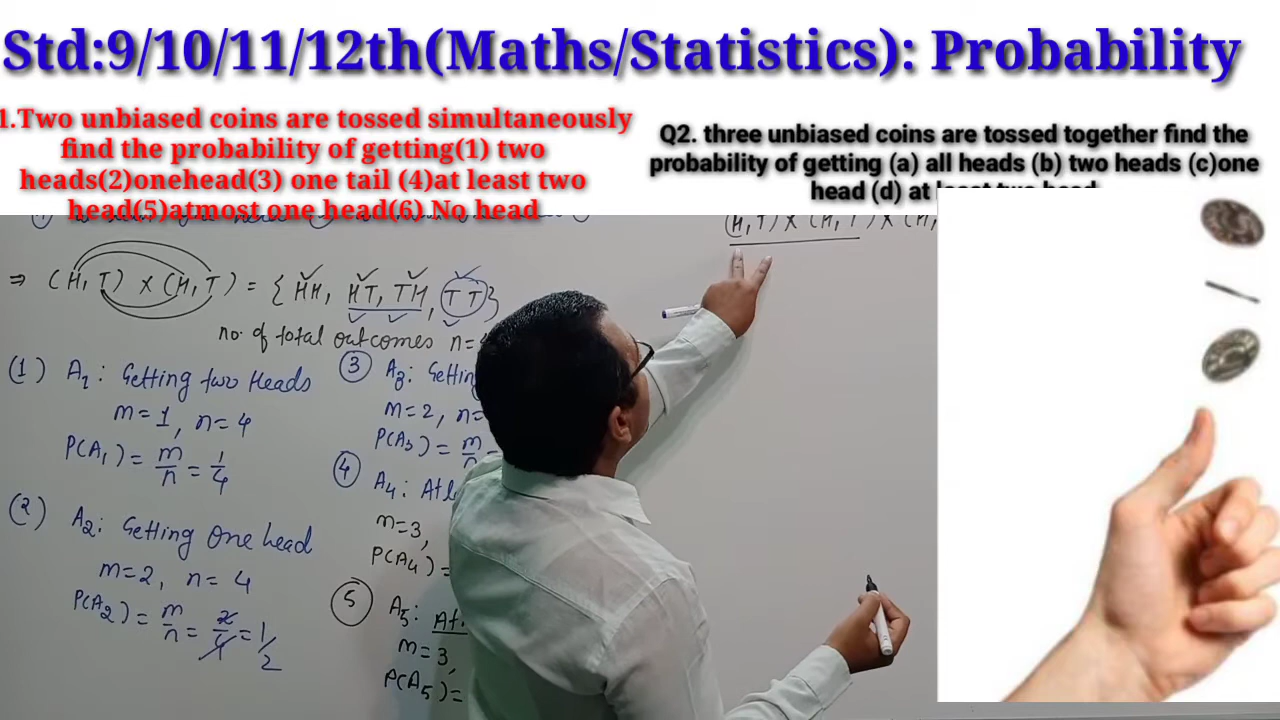 Std:9/10/11/12th(Maths/Statistics): Probability
1.Two unbiased coins are tossed simultaneously
find the probability of getting(1) two
heads(2)onehead(3) one tail (4)at least two
head(5)atmost one head(6) No head
Q2. three unbiased coins are tossed together find the
probability of getting (a) all heads (b) two heads (c)one
head (d) at least two head
(H,T) X (H,T) X (H,
⇒ (H,T) X (H,T) = { HH, HT, TH, TT }
no. of total outcomes n=
(1) A₁: Getting two Heads
m=1, n=4
P(A₁) = m/n = 1/4
(2) A₂: Getting One head
m=2, n=4
P(A₂) = m/n = 2/4 = 1/2
(3) A₃: Getting
m=2, n=
P(A₃) = m/n
(4) A₄: Atl
m=3,
P(A₄) =
(5) A₅: At
m=3,
P(A₅) =